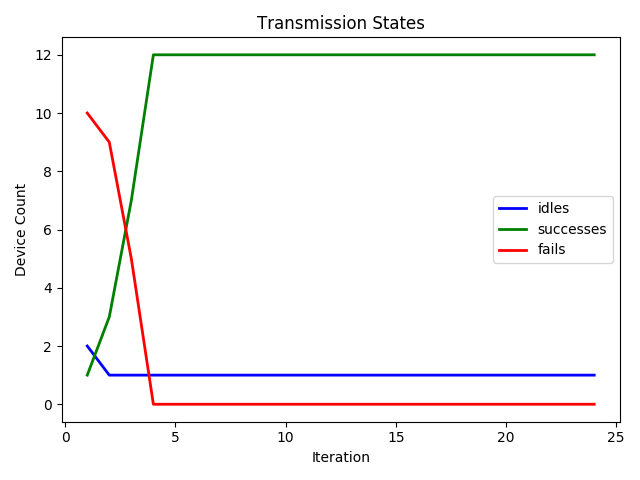 Transmission States
Device Count
12
10
8
6
4
2
0
idles
successes
fails
0 5 10 15 20 25
Iteration